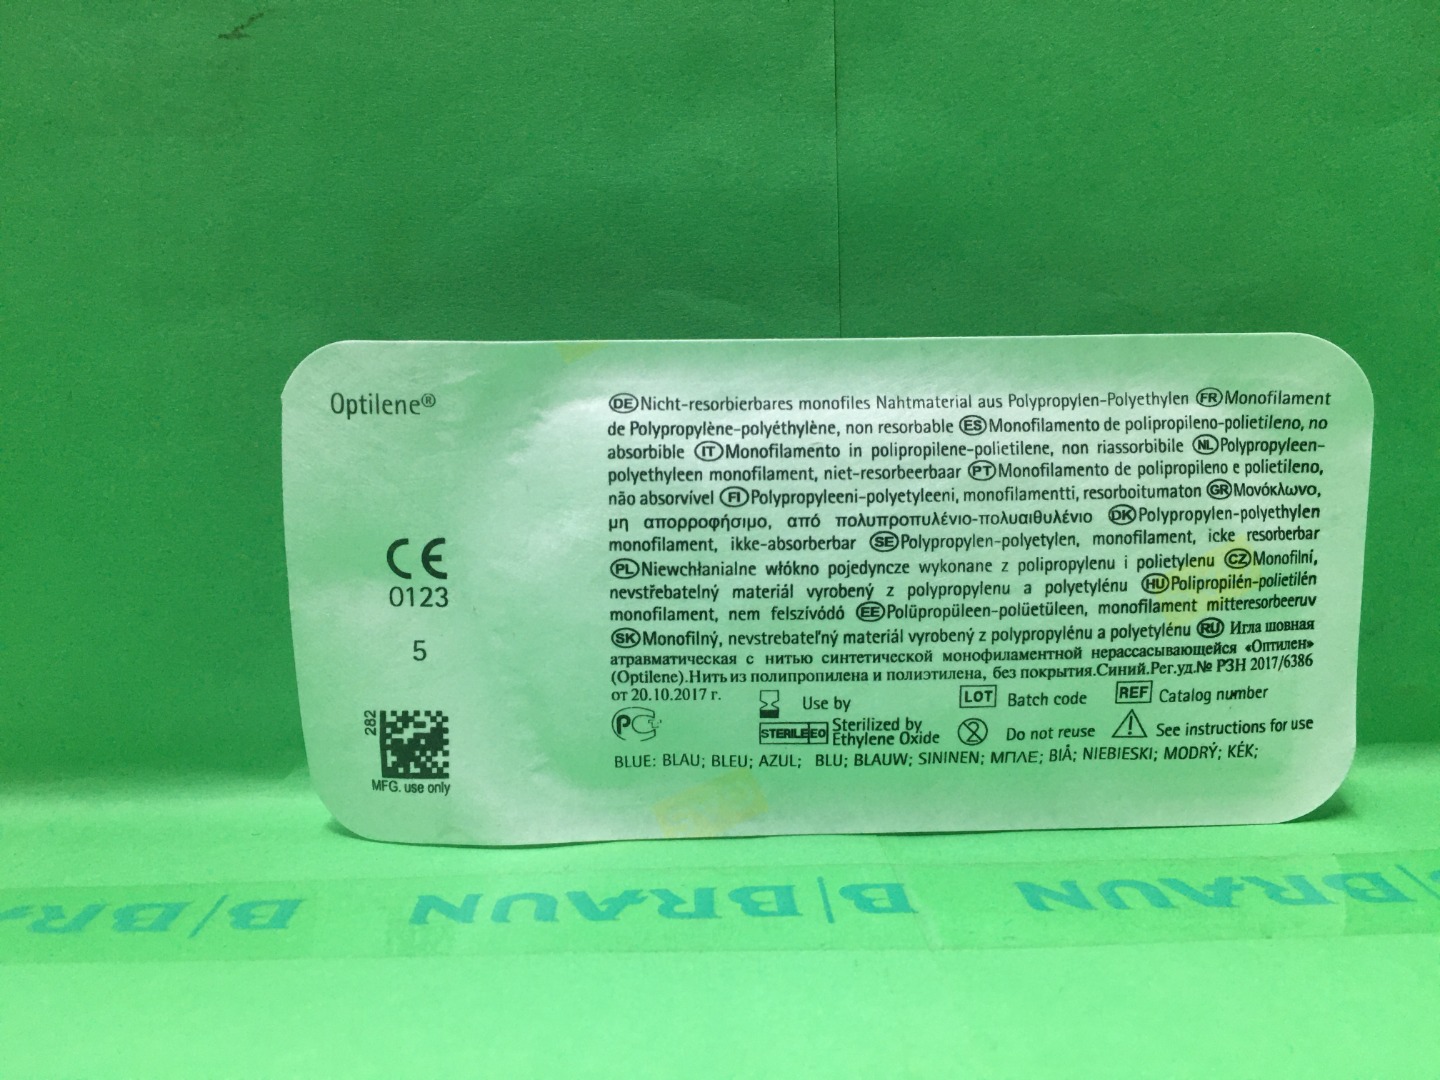 Optilene®
CE
0123
5
282
MFG. use only
DE Nicht-resorbierbares monofiles Nahtmaterial aus Polypropylen-Polyethylen FR Monofilament
de Polypropylène-polyéthylène, non resorbable ES Monofilamento de polipropileno-polietileno, no
absorbible IT Monofilamento in polipropilene-polietilene, non riassorbibile NL Polypropyleen-
polyethyleen monofilament, niet-resorbeerbaar PT Monofilamento de polipropileno e polietileno,
não absorvível FI Polypropyleeni-polyetyleeni, monofilamentti, resorboitumaton GR Μονόκλωνο,
μη απορροφήσιμο, από πολυπροπυλένιο-πολυαιθυλένιο DK Polypropylen-polyethylen
monofilament, ikke-absorberbar SE Polypropylen-polyetylen, monofilament, icke resorberbar
PL Niewchłanialne włókno pojedyncze wykonane z polipropylenu i polietylenu CZ Monofilní,
nevstřebatelný materiál vyrobený z polypropylenu a polyetylénu HU Polipropilén-polietilén
monofilament, nem felszívódó EE Polüpropüleen-polüetüleen, monofilament mitteresorbeeruv
SK Monofilný, nevstrebateľný materiál vyrobený z polypropylénu a polyetylénu RU Игла шовная
атравматическая с нитью синтетической монофиламентной нерассасывающейся «Оптилен»
(Optilene).Нить из полипропилена и полиэтилена, без покрытия.Синий.Рег.уд.№ РЗН 2017/6386
от 20.10.2017 г.
Use by LOT Batch code REF Catalog number
РСТ STERILE EO Sterilized by Ethylene Oxide 2 Do not reuse See instructions for use
BLUE: BLAU; BLEU; AZUL; BLU; BLAUW; SININEN; ΜΠΛΕ; BLÅ; NIEBIESKI; MODRÝ; KÉK;
B|BRAUN B|BRAUN B|BR